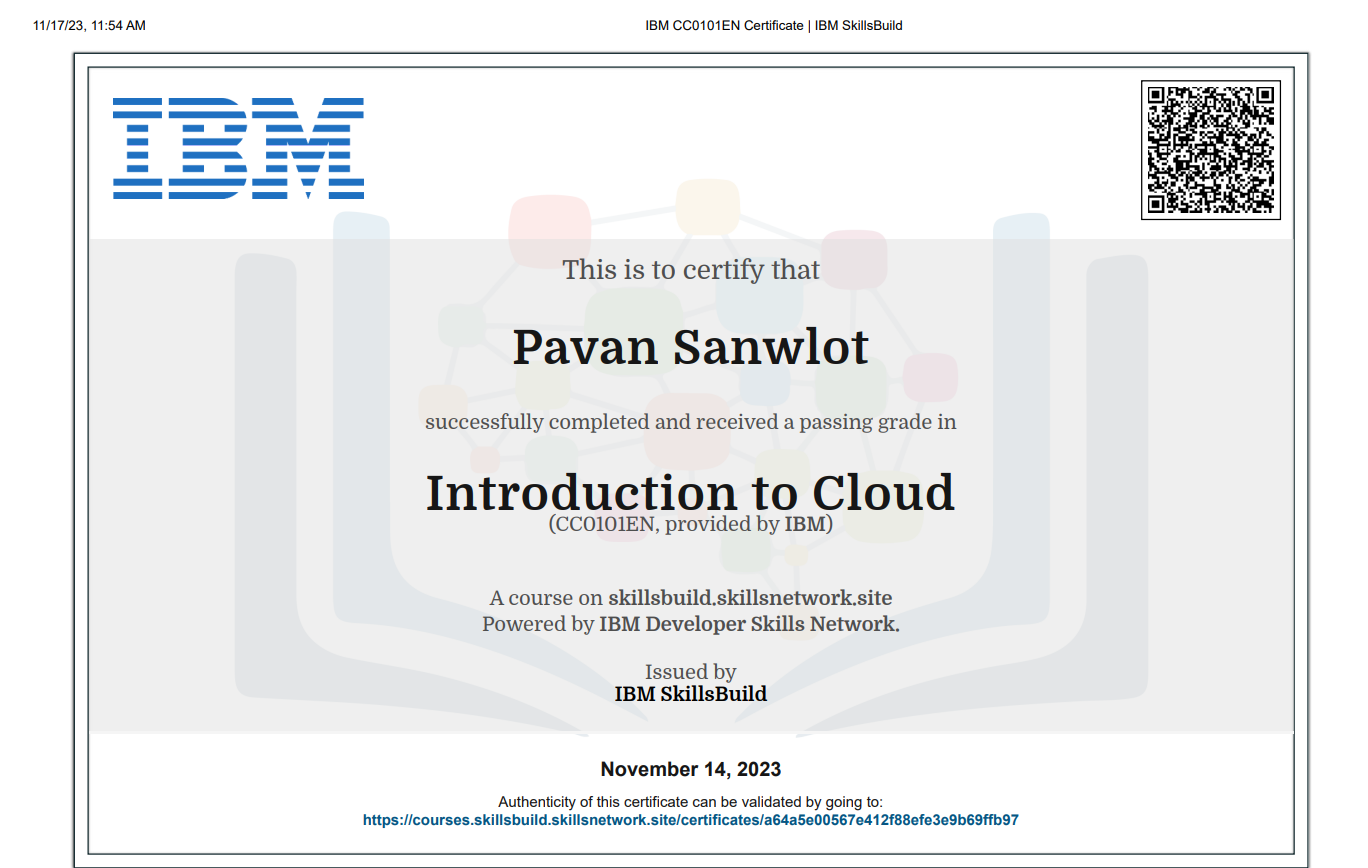 11/17/23, 11:54 AM
IBM CC0101EN Certificate | IBM SkillsBuild
IBM
This is to certify that
Pavan Sanwlot
successfully completed and received a passing grade in
Introduction to Cloud
(CC0101EN, provided by IBM)
A course on skillsbuild.skillsnetwork.site
Powered by IBM Developer Skills Network.
Issued by
IBM SkillsBuild
November 14, 2023
Authenticity of this certificate can be validated by going to:
https://courses.skillsbuild.skillsnetwork.site/certificates/a64a5e00567e412f88efe3e9b69ffb97